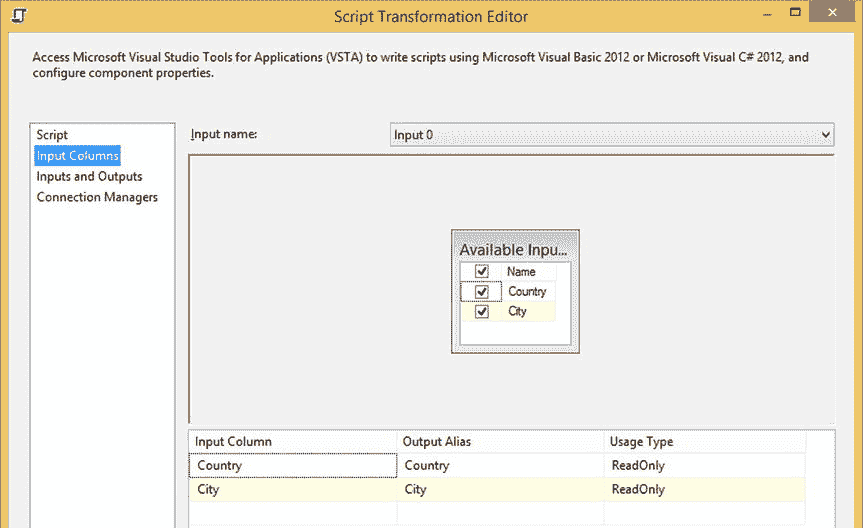 Script Transformation Editor
Access Microsoft Visual Studio Tools for Applications (VSTA) to write scripts using Microsoft Visual Basic 2012 or Microsoft Visual C# 2012, and
configure component properties.
Script
Input Columns
Inputs and Outputs
Connection Managers
Input name:
Input 0
Available Inpu...
Name
Country
City
Input Column Output Alias Usage Type
Country Country ReadOnly
City City ReadOnly